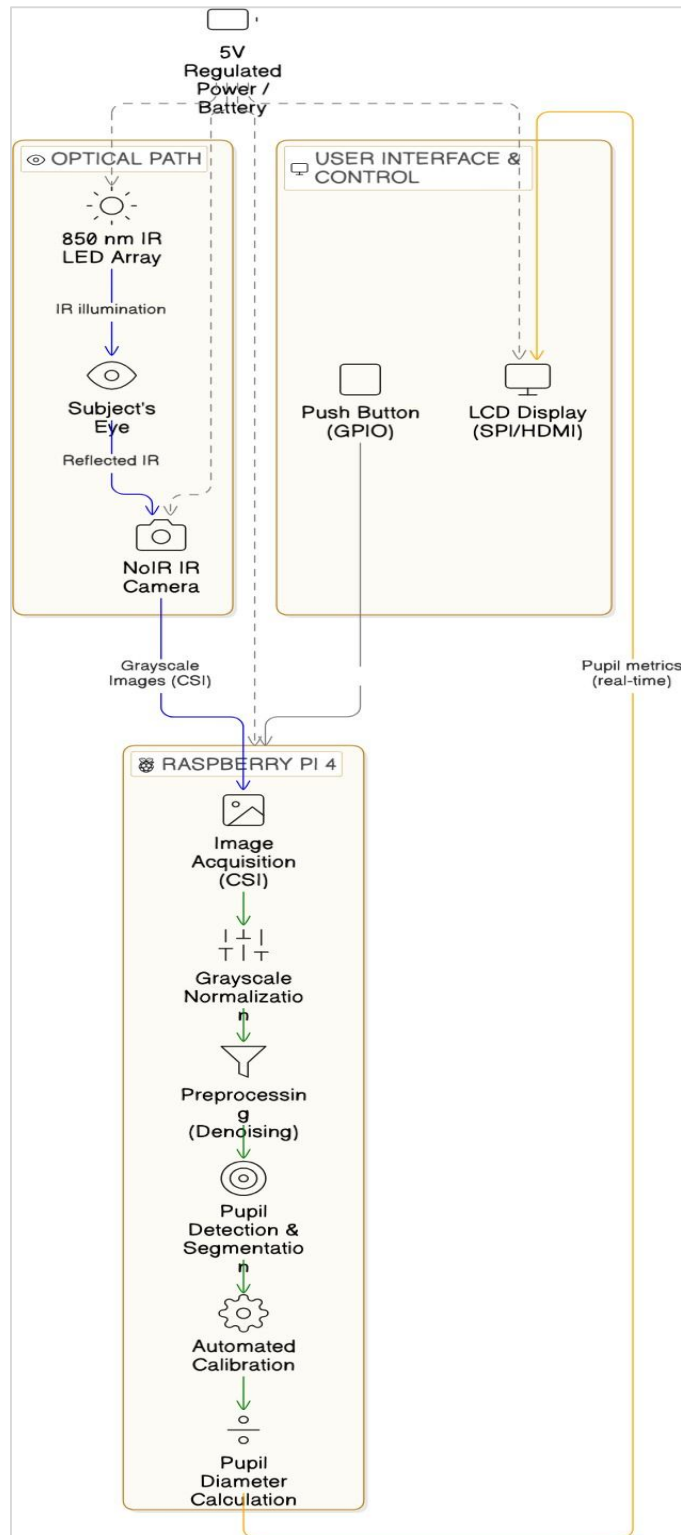 5V
Regulated
Power /
Battery
OPTICAL PATH
850 nm IR
LED Array
IR illumination
Subject's
Eye
Reflected IR
NoIR IR
Camera
USER INTERFACE &
CONTROL
Push Button
(GPIO)
LCD Display
(SPI/HDMI)
Grayscale
Images (CSI)
Pupil metrics
(real-time)
RASPBERRY PI 4
Image
Acquisition
(CSI)
Grayscale
Normalizatio
n
Preprocessin
g
(Denoising)
Pupil
Detection &
Segmentatio
n
Automated
Calibration
Pupil
Diameter
Calculation